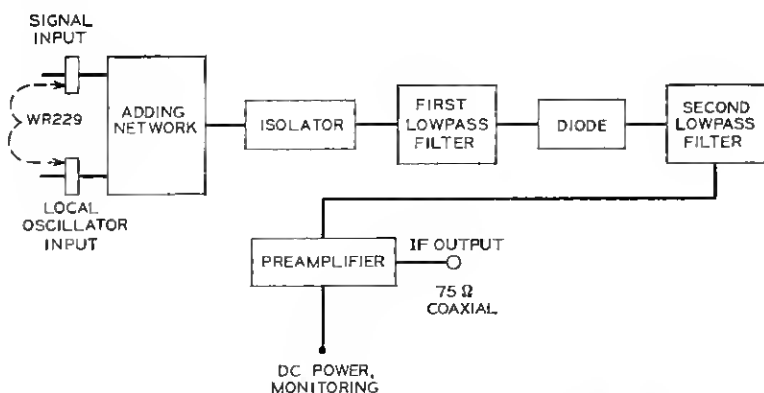 SIGNAL
INPUT
WR229
LOCAL
OSCILLATOR
INPUT
ADDING
NETWORK
ISOLATOR
FIRST
LOWPASS
FILTER
DIODE
SECOND
LOWPASS
FILTER
PREAMPLIFIER
IF OUTPUT
75 Ω
COAXIAL
DC POWER,
MONITORING